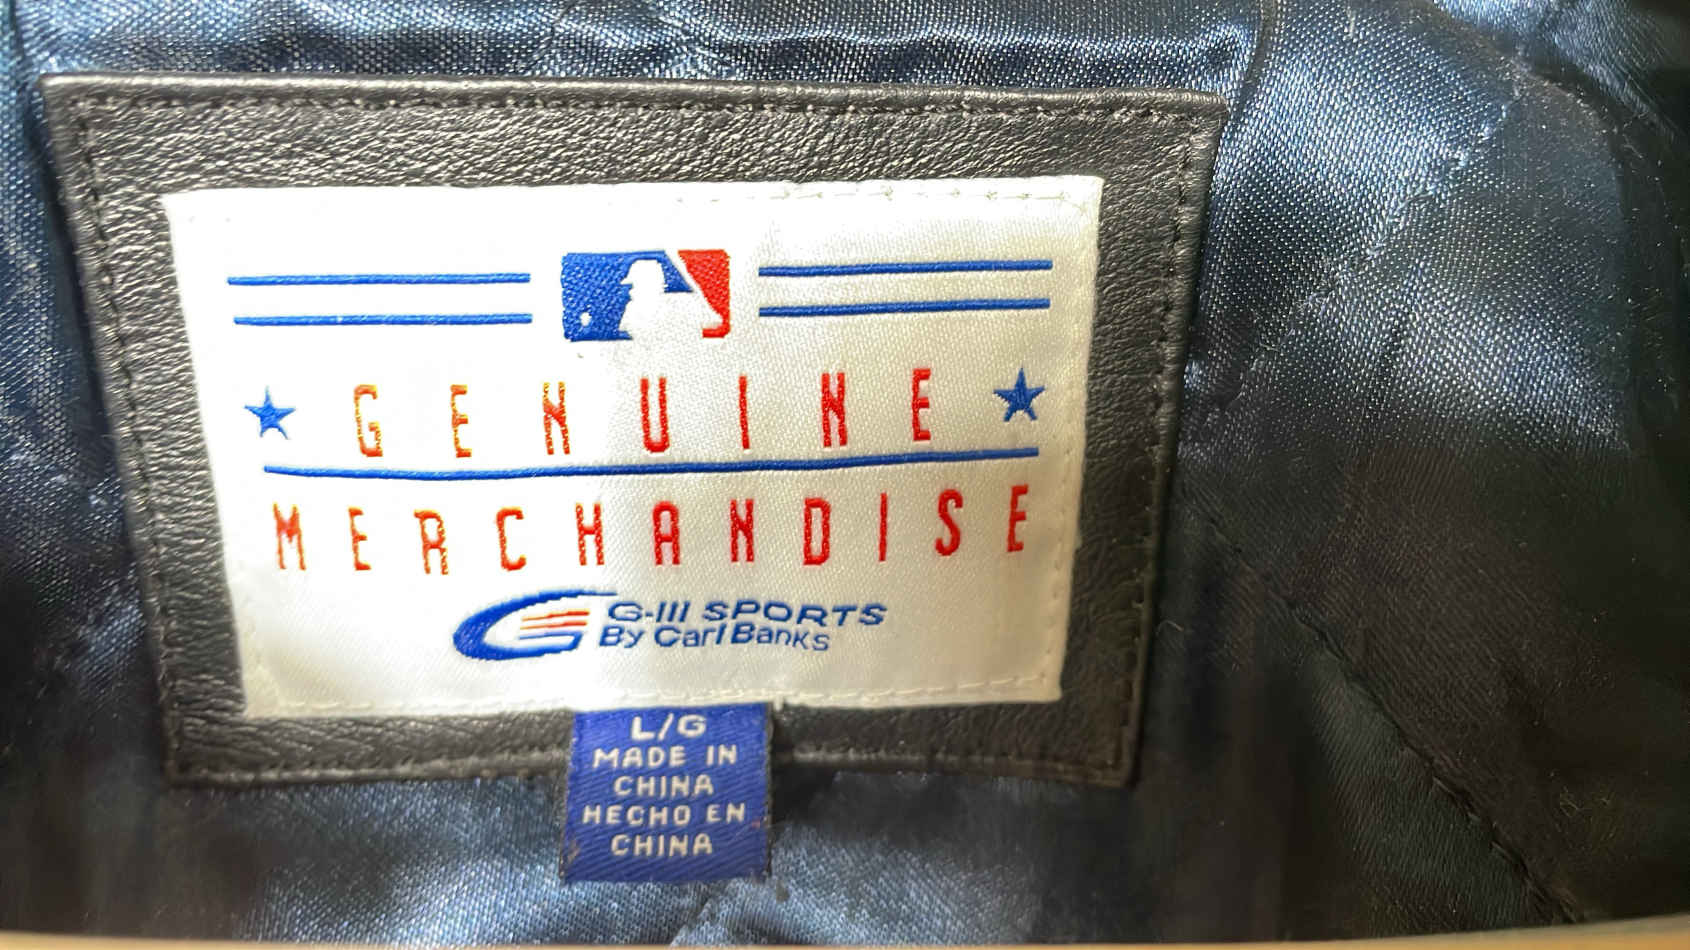 GENUINE
MERCHANDISE
G-III SPORTS
By Carl Banks
L/G
MADE IN
CHINA
HECHO EN
CHINA